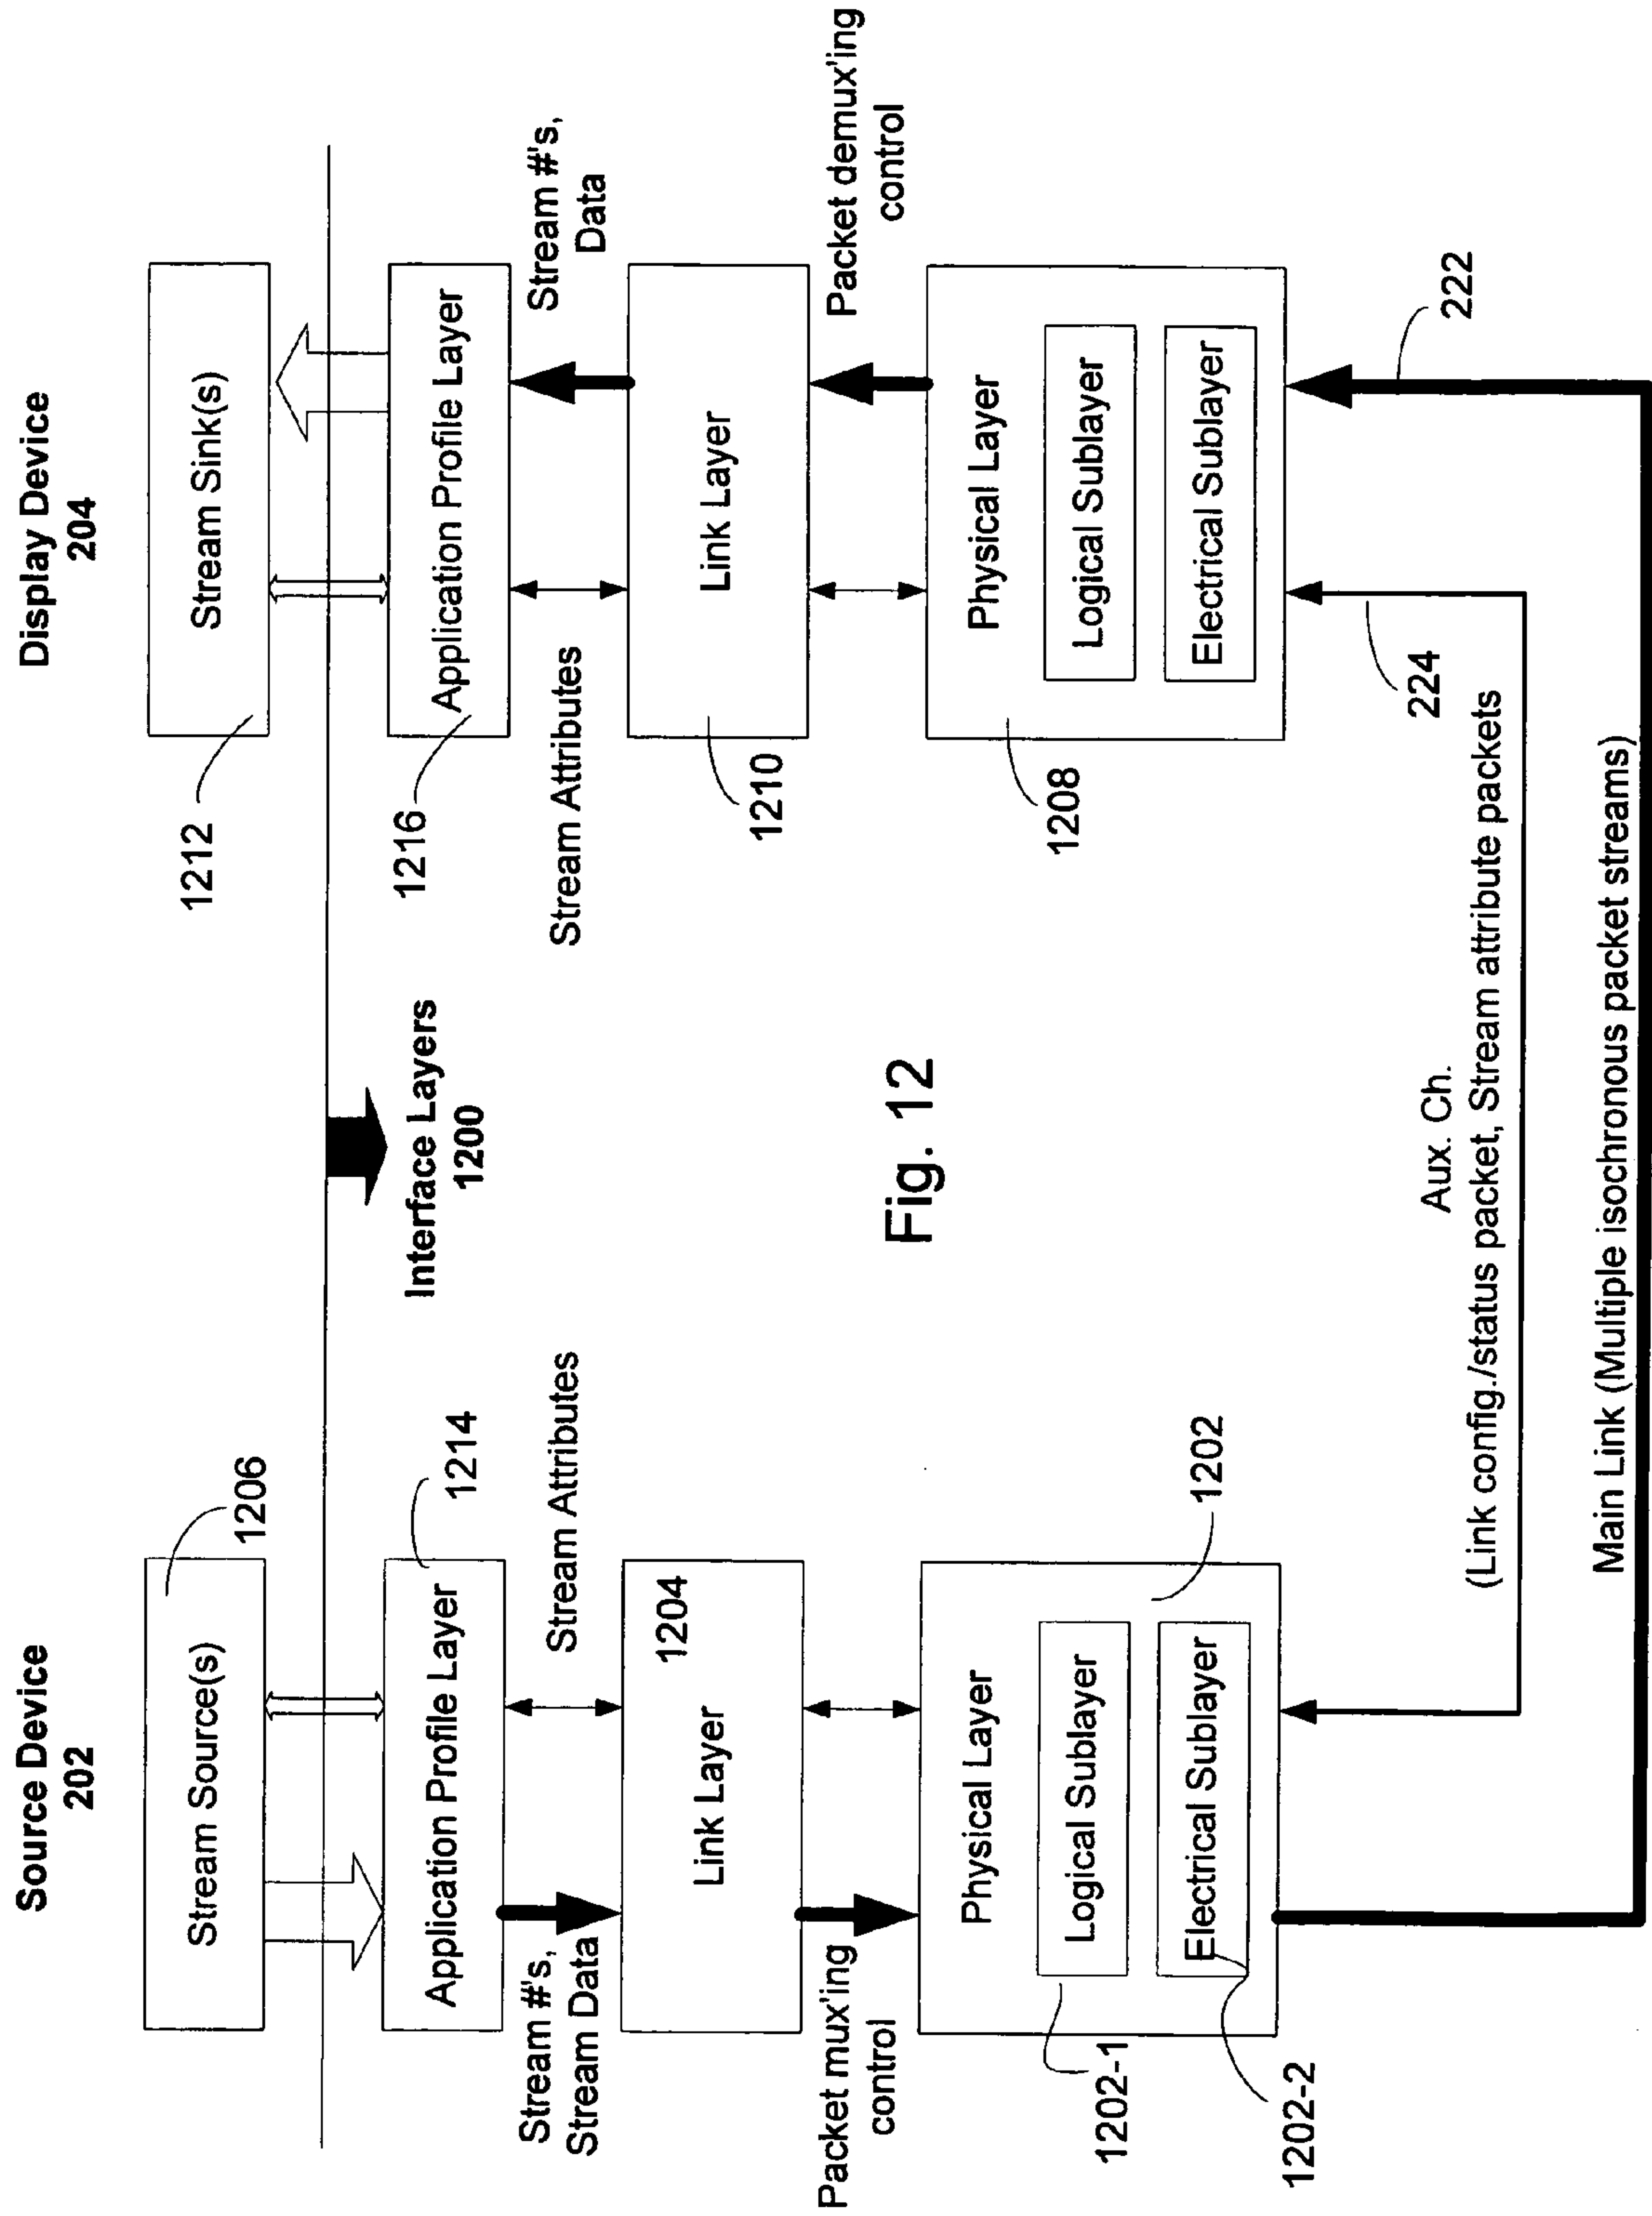 Source Device
202
Display Device
204
Stream Source(s)
1206
Stream Sink(s)
1212
Interface Layers
1200
Application Profile Layer
1214
Application Profile Layer
1216
Stream #'s,
Stream Data
Stream Attributes
Stream Attributes
Stream #'s,
Data
Link Layer
1204
Link Layer
1210
Packet mux'ing
control
Packet demux'ing
control
Fig. 12
Physical Layer
1202
Logical Sublayer
1202-1
Electrical Sublayer
1202-2
Physical Layer
1208
Logical Sublayer
Electrical Sublayer
224
222
Aux. Ch.
(Link config./status packet, Stream attribute packets
Main Link (Multiple isochronous packet streams)